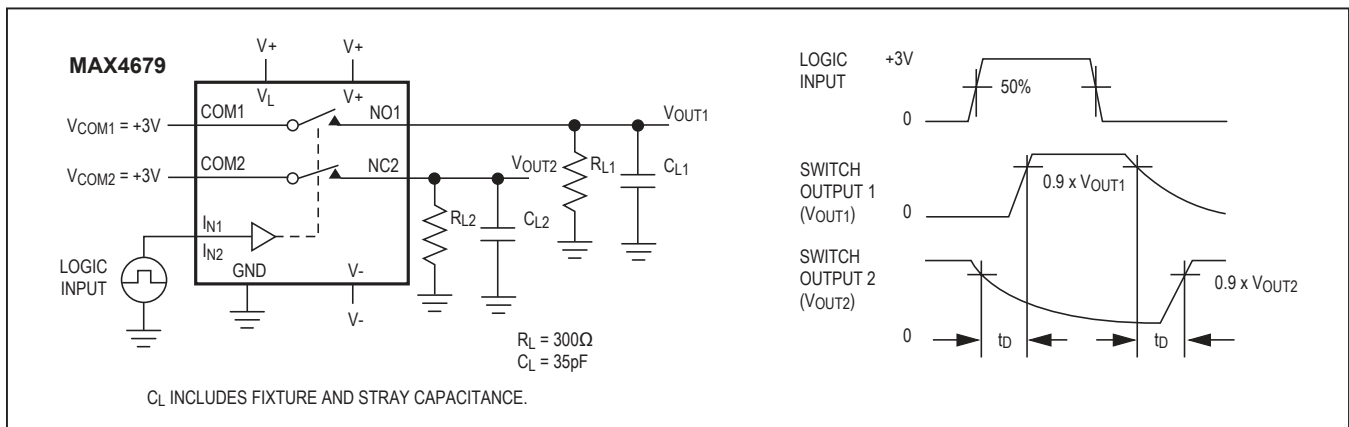 MAX4679
V+ V+
VL V+
VCOM1 = +3V COM1 NO1 VOUT1
VCOM2 = +3V COM2 NC2 VOUT2 RL1 CL1
RL2 CL2
IN1
IN2
LOGIC
INPUT
GND V-
V-
RL = 300Ω
CL = 35pF
CL INCLUDES FIXTURE AND STRAY CAPACITANCE.
LOGIC
INPUT
+3V
50%
0
SWITCH
OUTPUT 1
(VOUT1)
0.9 x VOUT1
0
SWITCH
OUTPUT 2
(VOUT2)
0.9 x VOUT2
0
tD tD